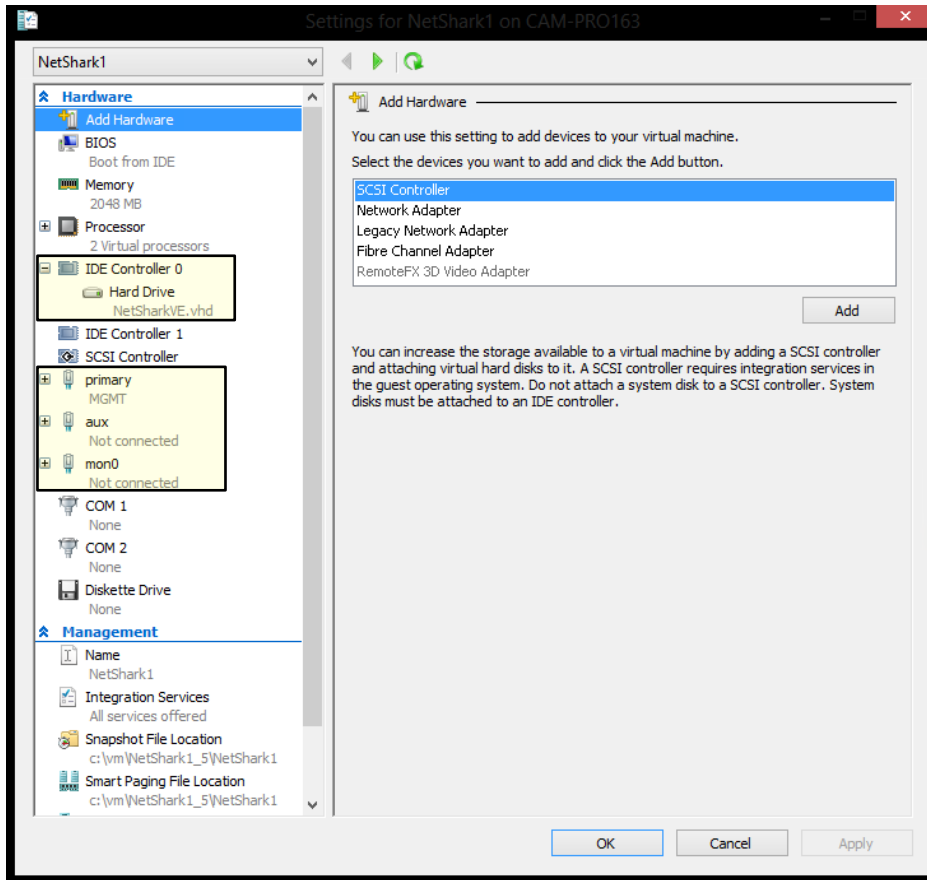 Settings for NetShark1 on CAM-PRO163
NetShark1
Hardware
Add Hardware
BIOS
Boot from IDE
Memory
2048 MB
Processor
2 Virtual processors
IDE Controller 0
Hard Drive
NetSharkVE.vhd
IDE Controller 1
SCSI Controller
primary
MGMT
aux
Not connected
mon0
Not connected
COM 1
None
COM 2
None
Diskette Drive
None
Management
Name
NetShark1
Integration Services
All services offered
Snapshot File Location
c:\vm\NetShark1_5\NetShark1
Smart Paging File Location
c:\vm\NetShark1_5\NetShark1
Add Hardware
You can use this setting to add devices to your virtual machine.
Select the devices you want to add and click the Add button.
SCSI Controller
Network Adapter
Legacy Network Adapter
Fibre Channel Adapter
RemoteFX 3D Video Adapter
Add
You can increase the storage available to a virtual machine by adding a SCSI controller
and attaching virtual hard disks to it. A SCSI controller requires integration services in
the guest operating system. Do not attach a system disk to a SCSI controller. System
disks must be attached to an IDE controller.
OK
Cancel
Apply